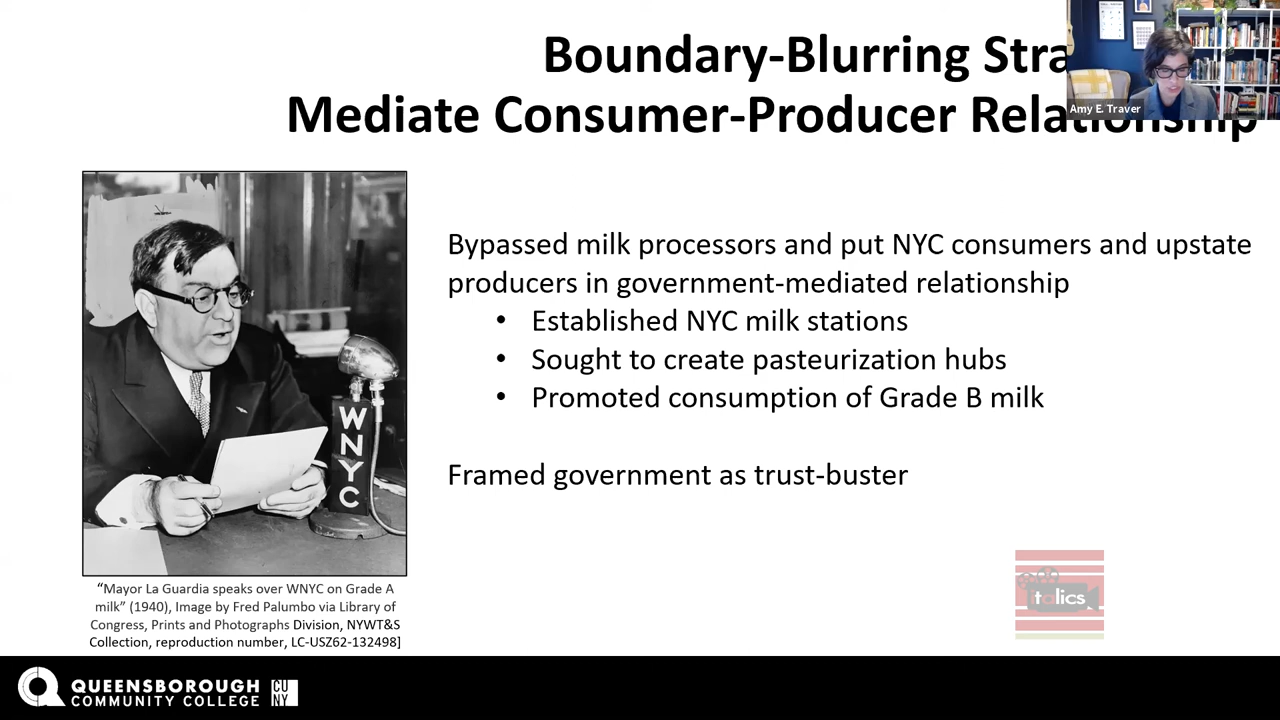 Boundary-Blurring
Mediate Consumer-Producer Relationship
Amy E. Traver
Bypassed milk processors and put NYC consumers and upstate
producers in government-mediated relationship
• Established NYC milk stations
• Sought to create pasteurization hubs
• Promoted consumption of Grade B milk
Framed government as trust-buster
WNYC
“Mayor La Guardia speaks over WNYC on Grade A
milk” (1940), Image by Fred Palumbo via Library of
Congress, Prints and Photographs Division, NYWT&S
Collection, reproduction number, LC-USZ62-132498]
italics
QUEENSBOROUGH
COMMUNITY COLLEGE
CU
NY